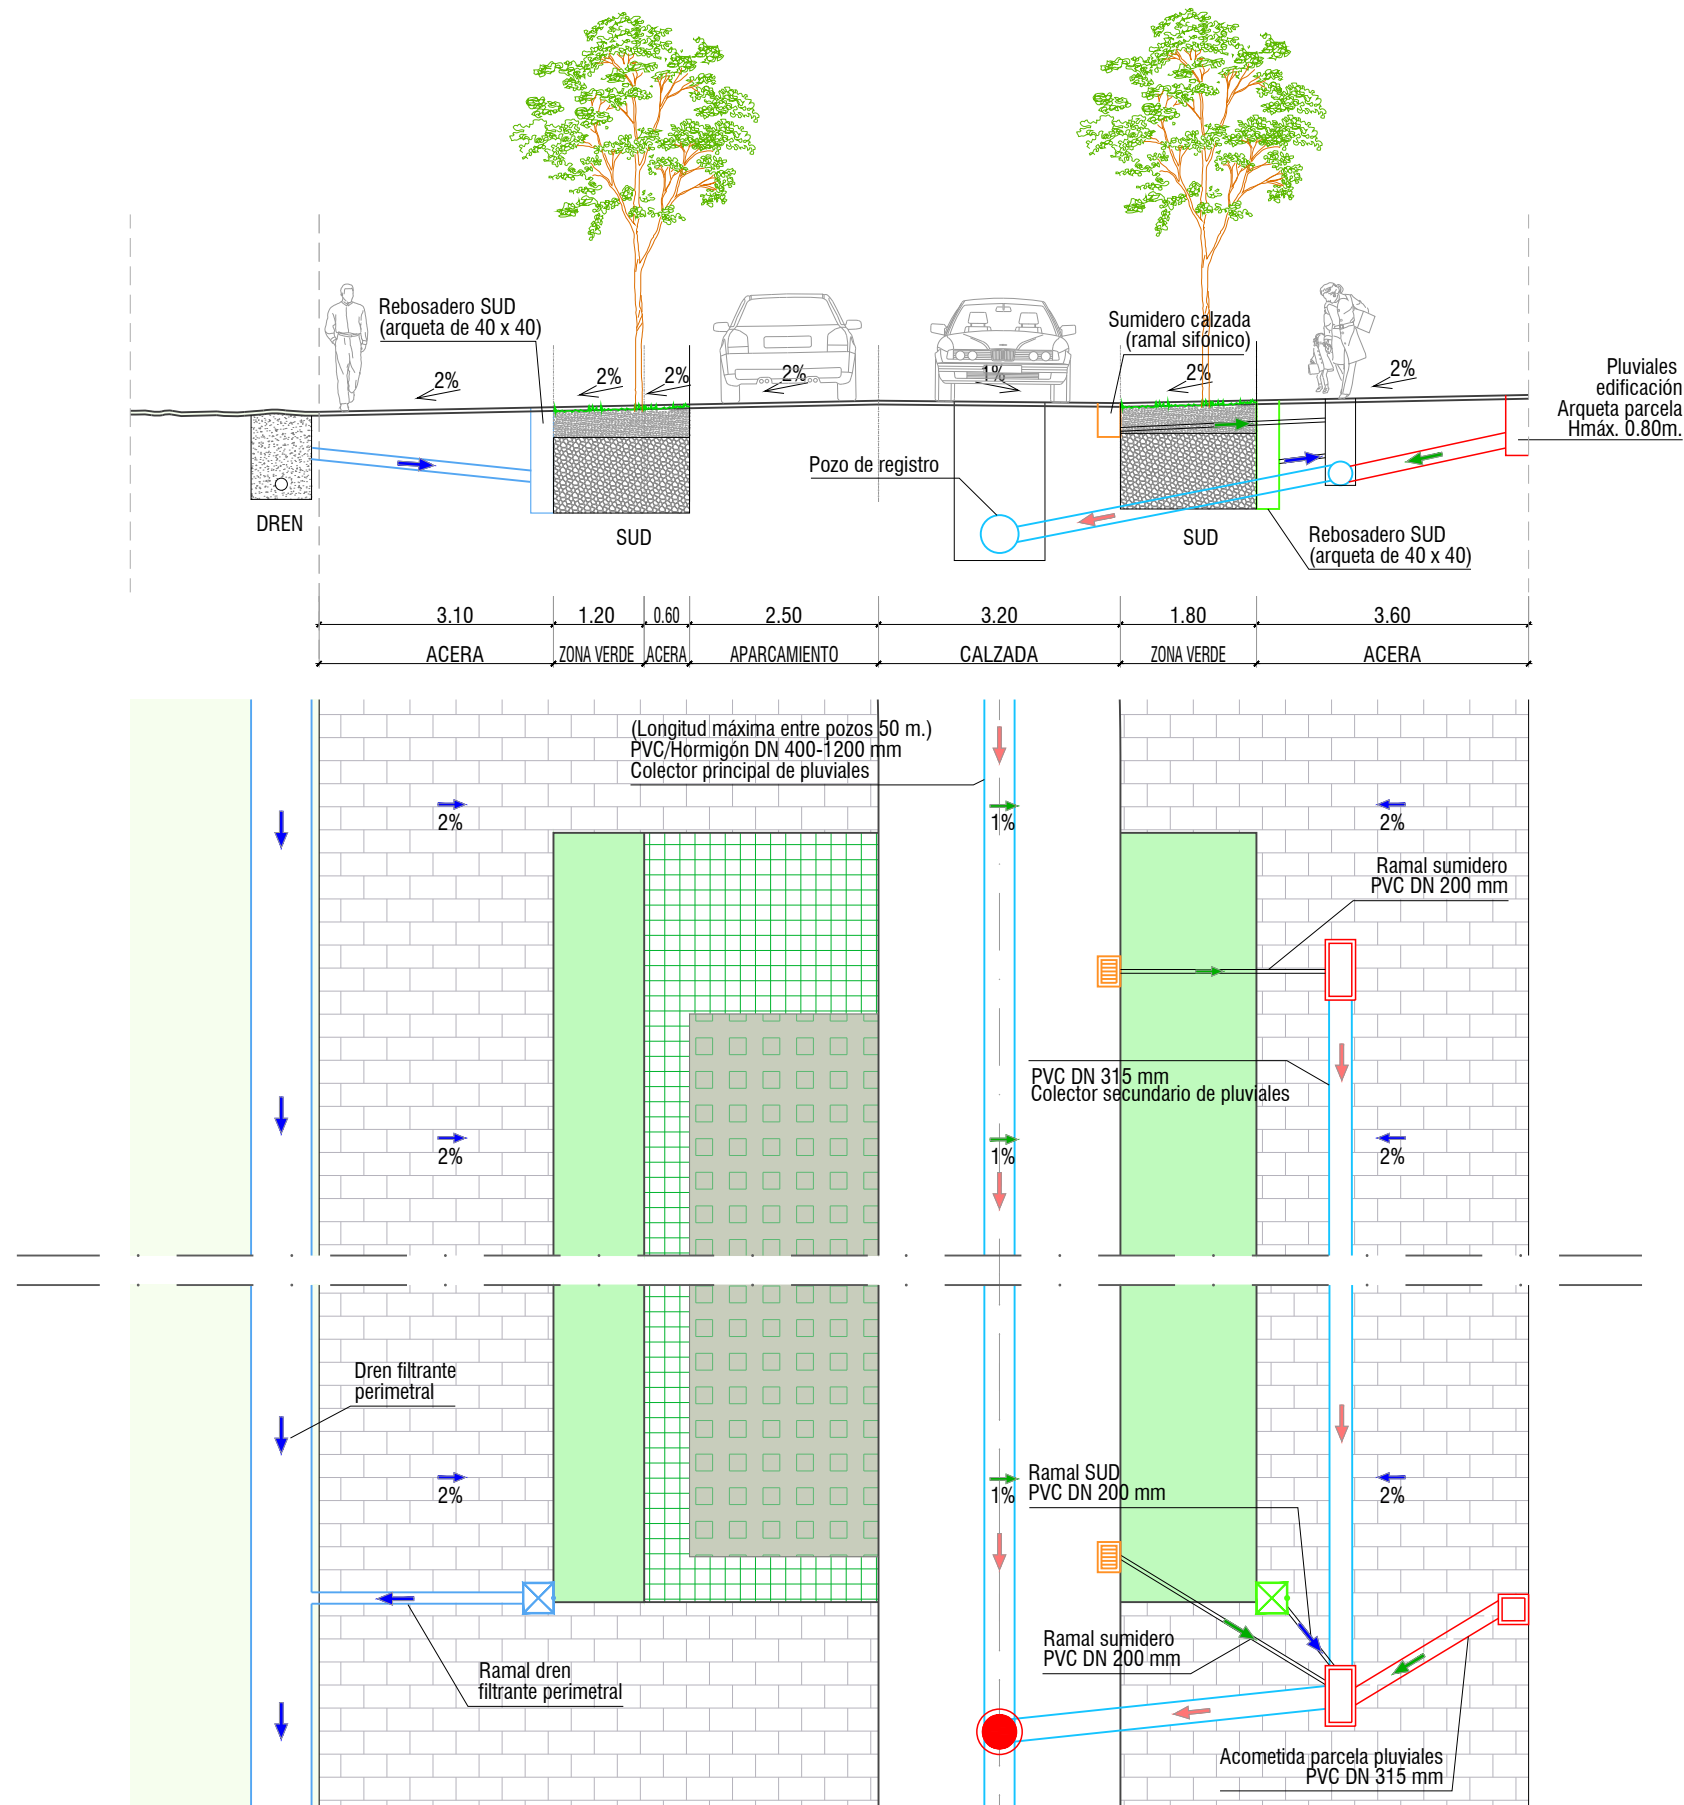 Rebosadero SUD
(arqueta de 40 x 40)
Sumidero calzada
(ramal sifónico)
2%
2%
2%
2%
1%
2%
2%
Pluviales
edificación
Arqueta parcela
Hmáx. 0.80m.
Pozo de registro
DREN
SUD
SUD
Rebosadero SUD
(arqueta de 40 x 40)
3.10
1.20
0.60
2.50
3.20
1.80
3.60
ACERA
ZONA VERDE
ACERA
APARCAMIENTO
CALZADA
ZONA VERDE
ACERA
(Longitud máxima entre pozos 50 m.)
PVC/Hormigón DN 400-1200 mm
Colector principal de pluviales
2%
1%
2%
Ramal sumidero
PVC DN 200 mm
PVC DN 315 mm
Colector secundario de pluviales
2%
1%
2%
Dren filtrante
perimetral
Ramal SUD
PVC DN 200 mm
2%
1%
2%
Ramal sumidero
PVC DN 200 mm
Ramal dren
filtrante perimetral
Acometida parcela pluviales
PVC DN 315 mm